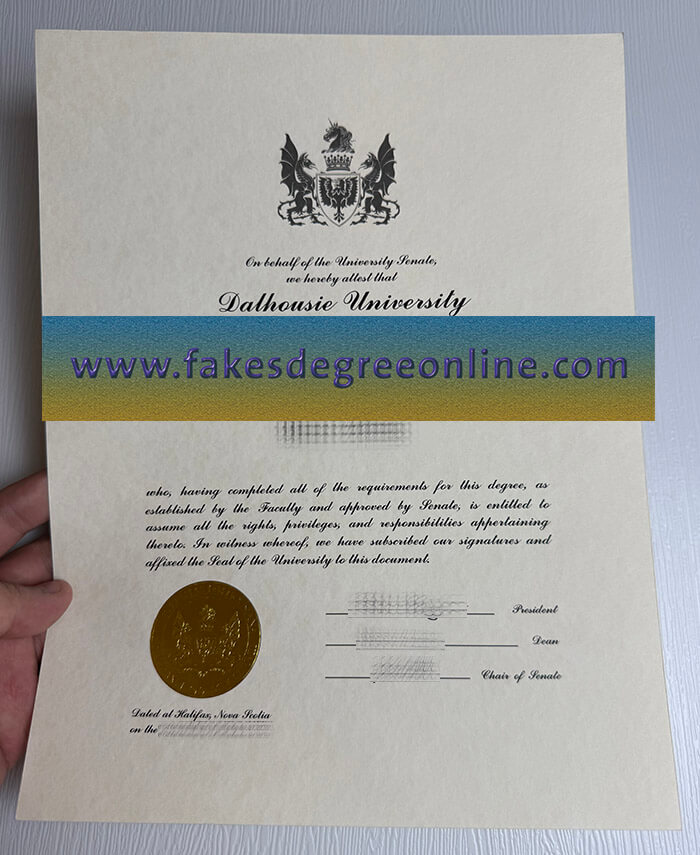 On behalf of the University Senate,
we hereby attest that
Dalhousie University
www.fakesdegreeonline.com
who, having completed all of the requirements for this degree, as
established by the Faculty and approved by Senate, is entitled to
assume all the rights, privileges, and responsibilities appertaining
thereto. In witness whereof, we have subscribed our signatures and
affixed the Seal of the University to this document.
President
Dean
Chair of Senate
Dated at Halifax, Nova Scotia
on the